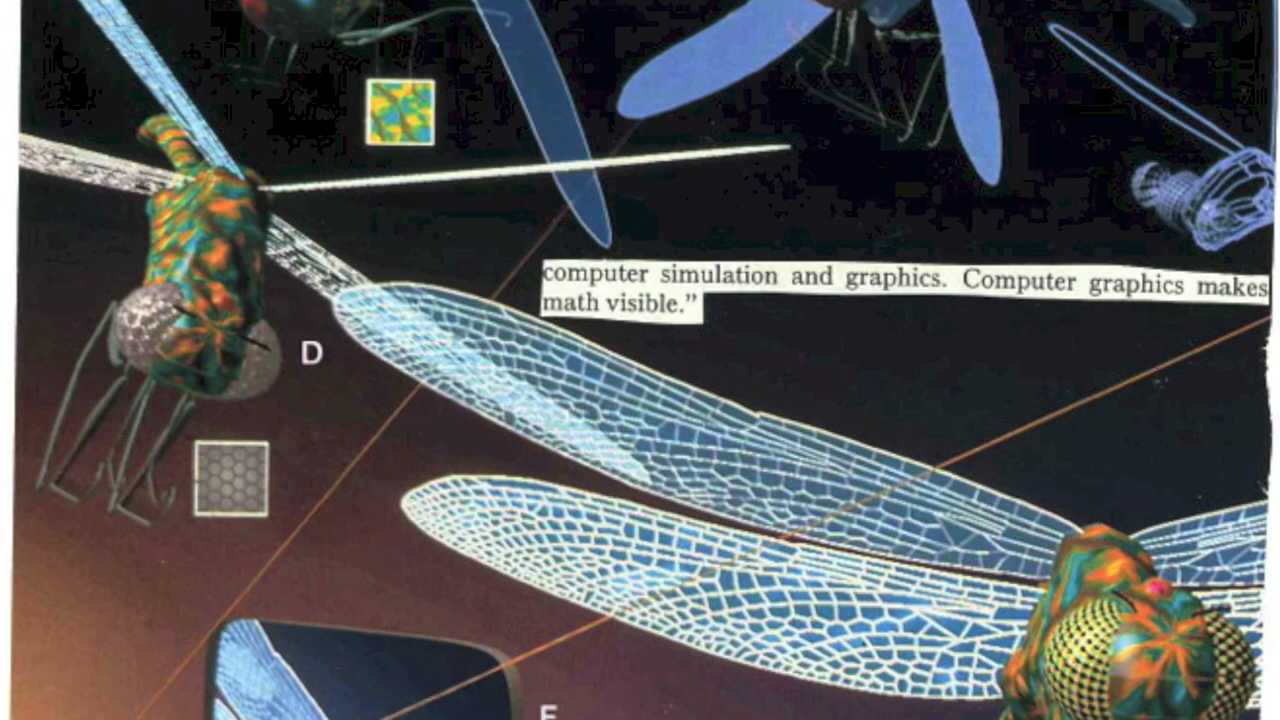 computer simulation and graphics. Computer graphics makes
math visible.”
D